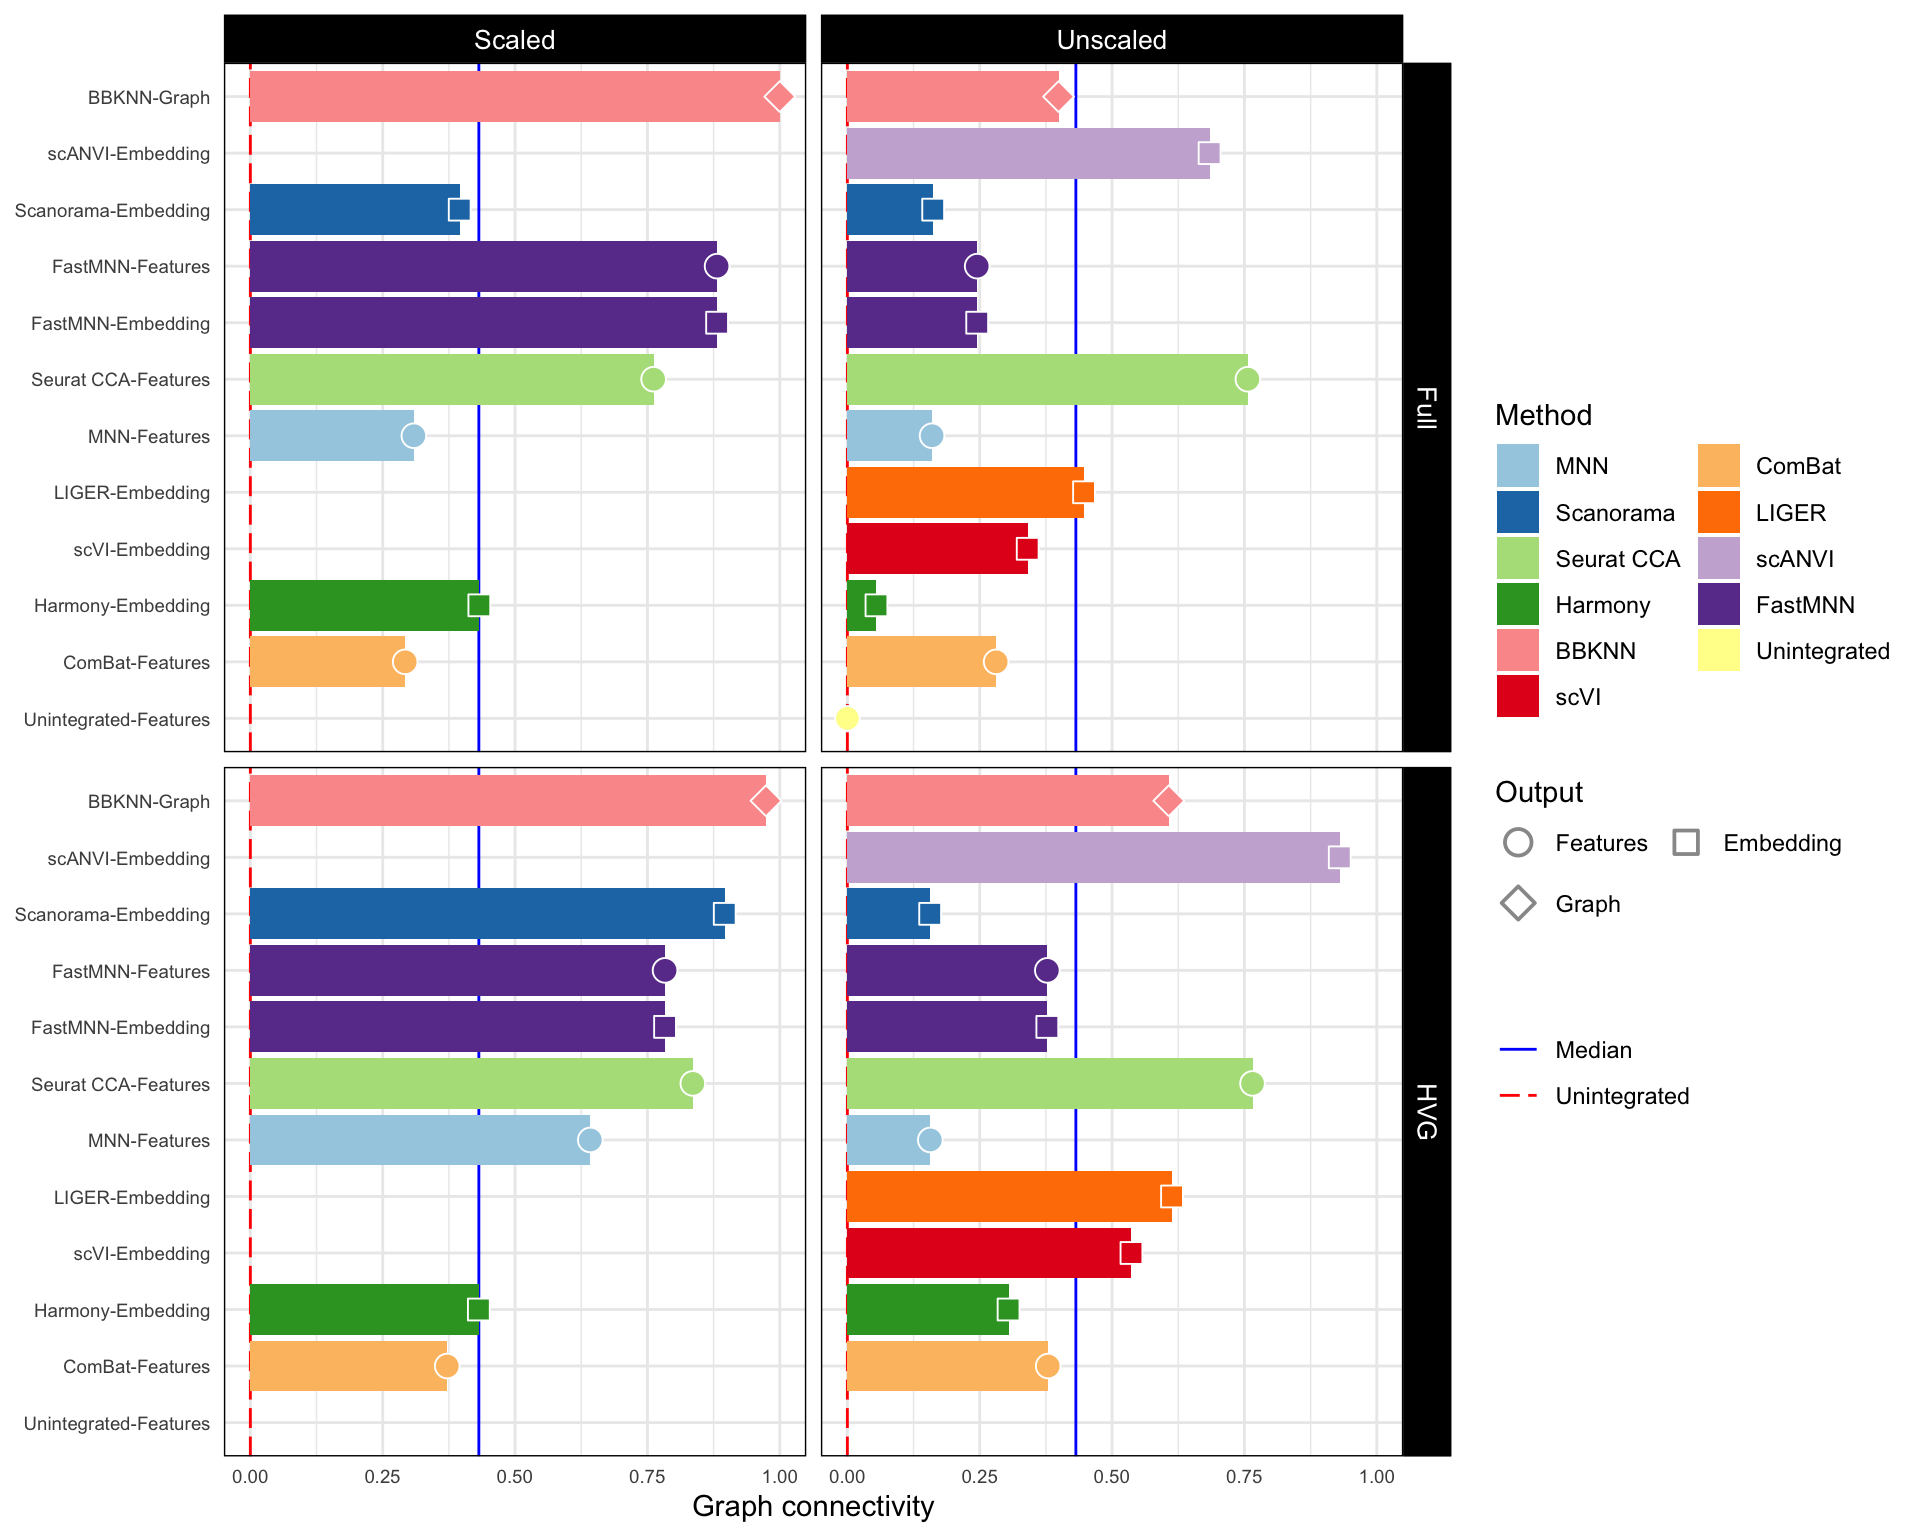 Scaled
Unscaled
BBKNN-Graph
scANVI-Embedding
Scanorama-Embedding
FastMNN-Features
FastMNN-Embedding
Seurat CCA-Features
MNN-Features
LIGER-Embedding
scVI-Embedding
Harmony-Embedding
ComBat-Features
Unintegrated-Features
Full
BBKNN-Graph
scANVI-Embedding
Scanorama-Embedding
FastMNN-Features
FastMNN-Embedding
Seurat CCA-Features
MNN-Features
LIGER-Embedding
scVI-Embedding
Harmony-Embedding
ComBat-Features
Unintegrated-Features
HVG
0.00 0.25 0.50 0.75 1.00
0.00 0.25 0.50 0.75 1.00
Graph connectivity
Method
MNN
Scanorama
Seurat CCA
Harmony
BBKNN
scVI
ComBat
LIGER
scANVI
FastMNN
Unintegrated
Output
Features
Embedding
Graph
Median
Unintegrated